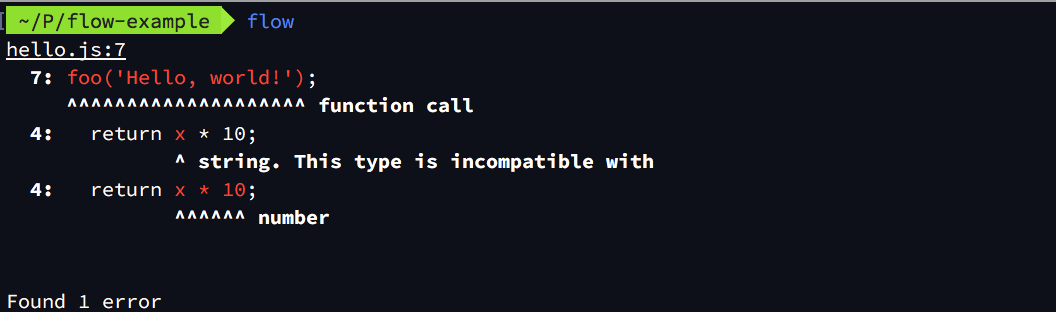 ~/P/flow-example flow
hello.js:7
  7: foo('Hello, world!');
     ^^^^^^^^^^^^^^^^^^^^ function call
  4:   return x * 10;
              ^ string. This type is incompatible with
  4:   return x * 10;
              ^^^^^^ number
Found 1 error